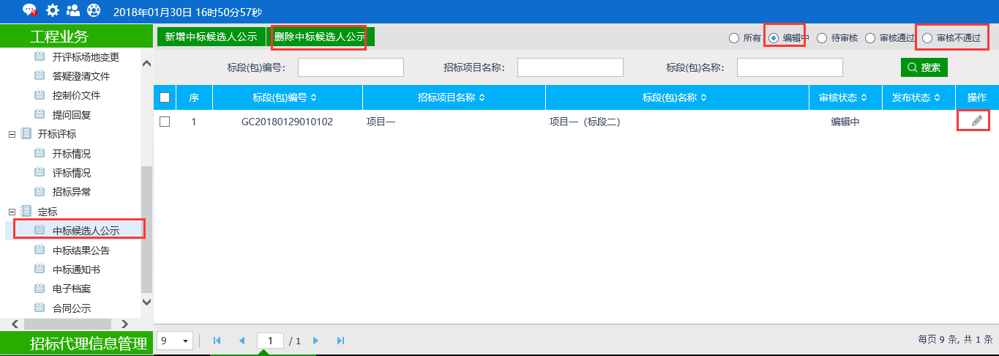 2018年01月30日 16时50分57秒
工程业务
开评标场地变更
答疑澄清文件
控制价文件
提问回复
开标评标
开标情况
评标情况
招标异常
定标
中标候选人公示
中标结果公告
中标通知书
电子档案
合同公示
招标代理信息管理
新增中标候选人公示 删除中标候选人公示
所有 编辑中 待审核 审核通过 审核不通过
标段(包)编号: 招标项目名称: 标段(包)名称: 搜索
序 标段(包)编号 招标项目名称 标段(包)名称 审核状态 发布状态 操作
1 GC20180129010102 项目一 项目一（标段二） 编辑中
9 1 / 1 每页 9 条, 共 1 条